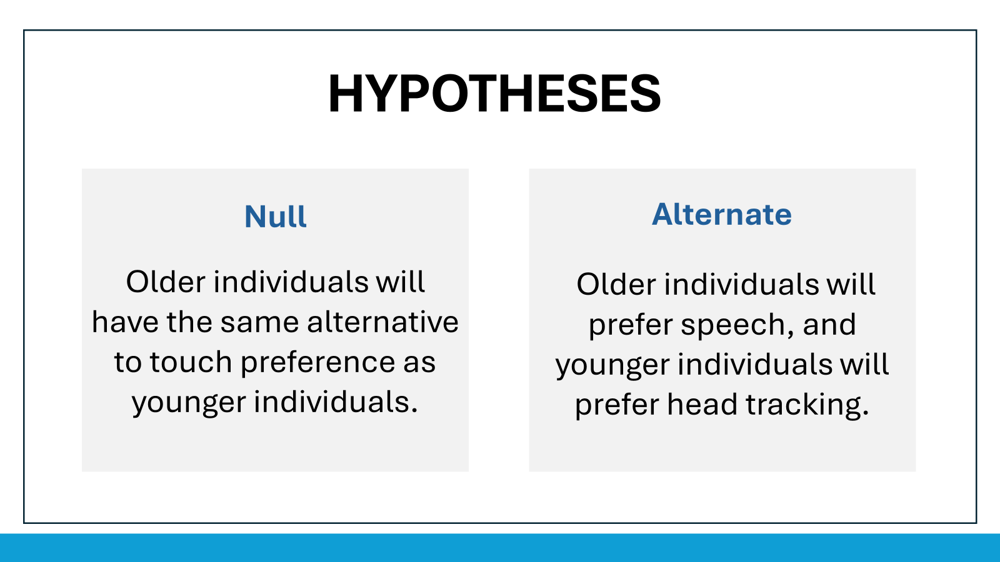 HYPOTHESES
Null
Older individuals will
have the same alternative
to touch preference as
younger individuals.
Alternate
Older individuals will
prefer speech, and
younger individuals will
prefer head tracking.